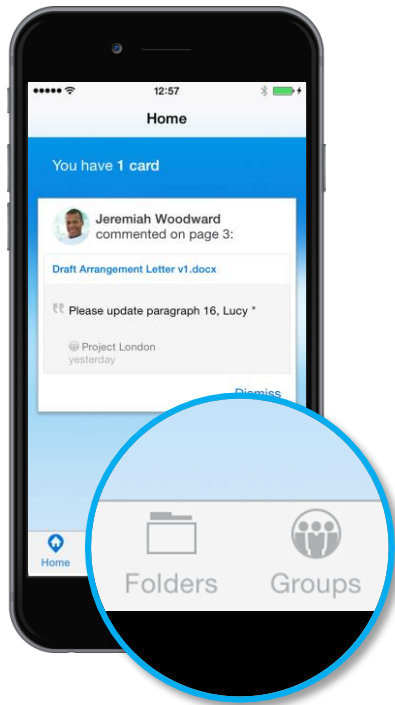 12:57
Home
You have 1 card
Jeremiah Woodward
commented on page 3:
Draft Arrangement Letter v1.docx
Please update paragraph 16, Lucy *
Project London
yesterday
Dismiss
Home
Folders
Groups